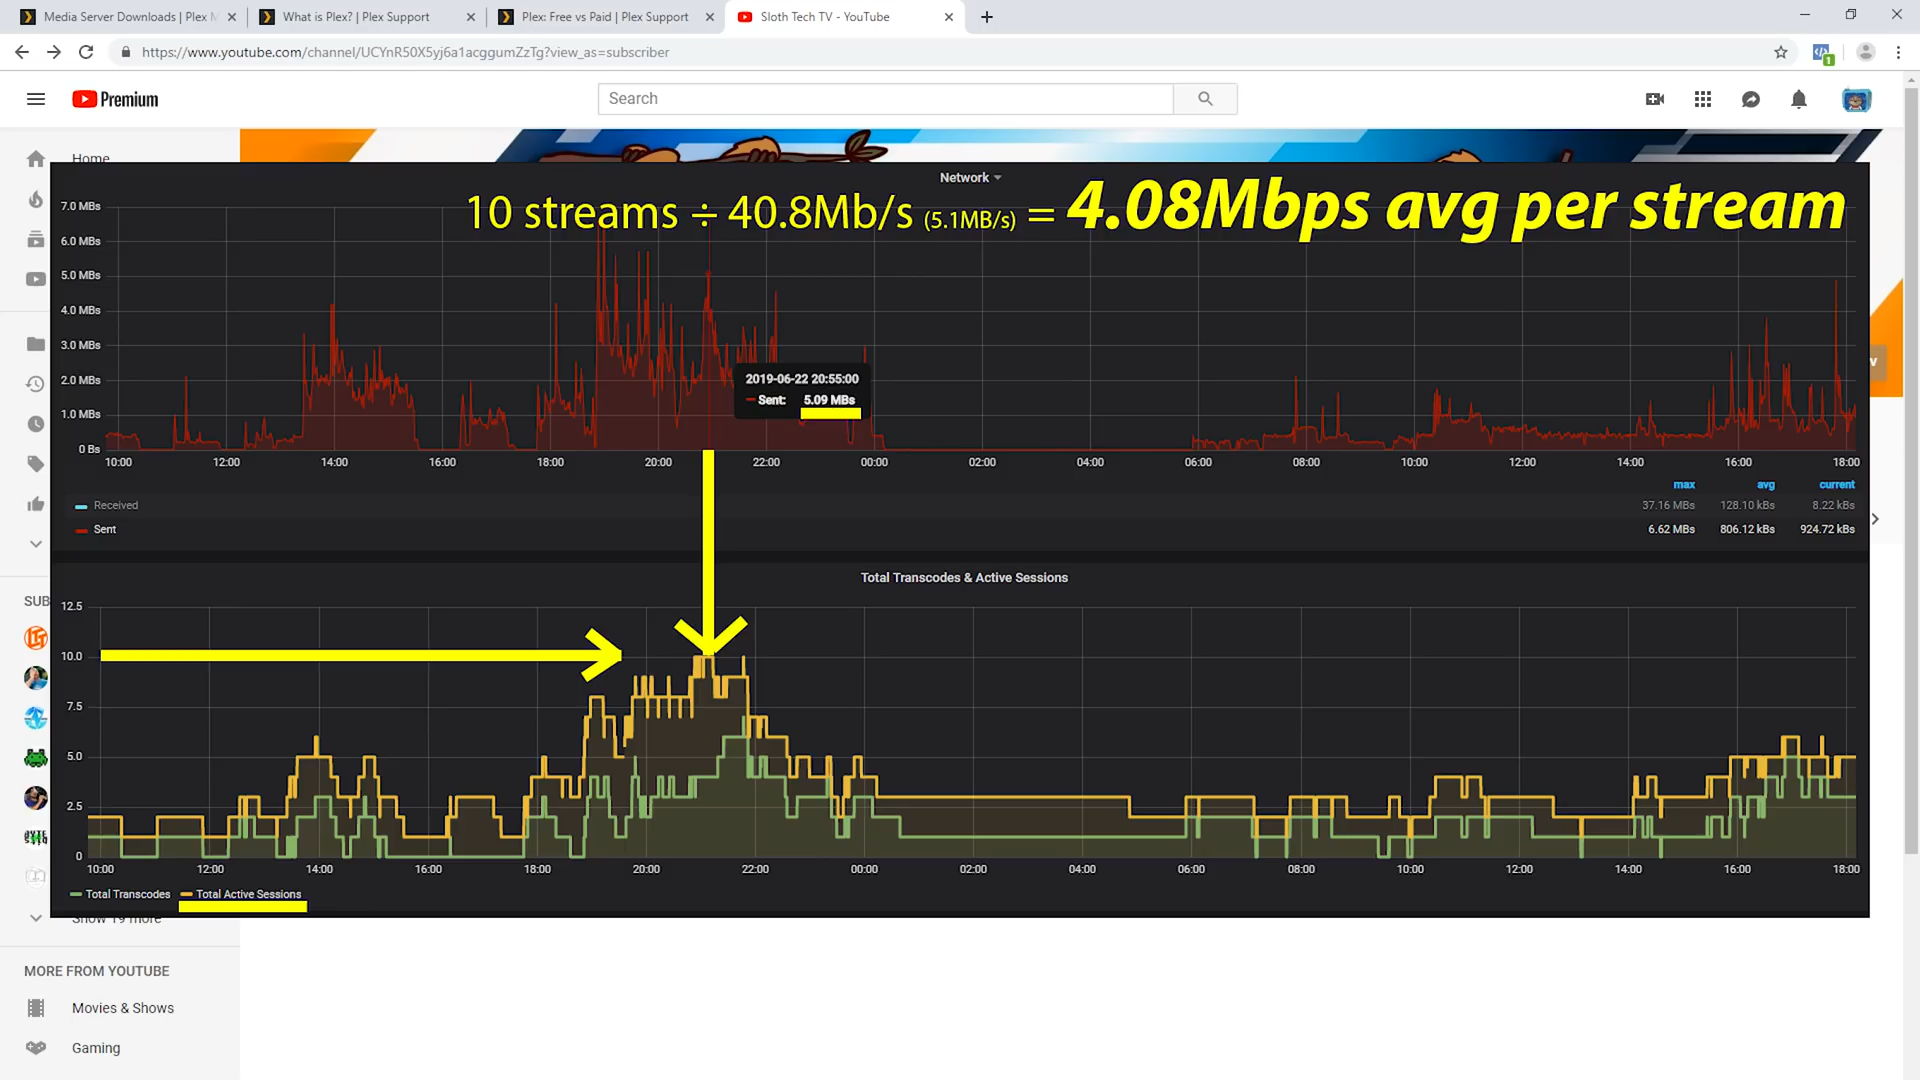 Media Server Downloads | Plex M
What is Plex? | Plex Support
Plex: Free vs Paid | Plex Support
Sloth Tech TV - YouTube
https://www.youtube.com/channel/UCYnR50X5yj6a1acggumZzTg?view_as=subscriber
1
Premium
Search
Home
Network
10 streams ÷ 40.8Mb/s (5.1MB/s) = 4.08Mbps avg per stream
7.0 MBs
6.0 MBs
5.0 MBs
4.0 MBs
3.0 MBs
2.0 MBs
1.0 MBs
0 Bs
2019-06-22 20:55:00
Sent: 5.09 MBs
10:00 12:00 14:00 16:00 18:00 20:00 22:00 00:00 02:00 04:00 06:00 08:00 10:00 12:00 14:00 16:00 18:00
max avg current
Received 37.16 MBs 128.10 kBs 8.22 kBs
Sent 6.62 MBs 806.12 kBs 924.72 kBs
Total Transcodes & Active Sessions
SUB
12.5
10.0
7.5
5.0
2.5
0
10:00 12:00 14:00 16:00 18:00 20:00 22:00 00:00 02:00 04:00 06:00 08:00 10:00 12:00 14:00 16:00 18:00
Total Transcodes Total Active Sessions
Show 19 more
MORE FROM YOUTUBE
Movies & Shows
Gaming